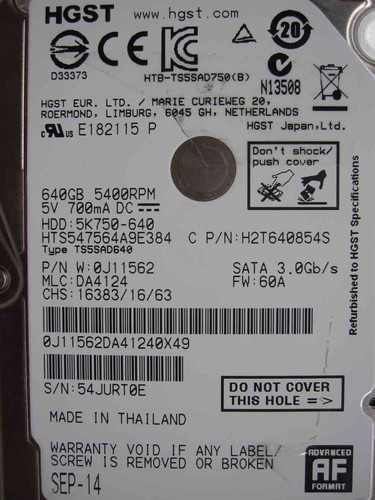 HGST www.hgst.com
D33373
HTB-TS5SAD750(B)
20
N13508
HGST EUR. LTD. / MARIE CURIEWEG 20,
ROERMOND, LIMBURG, 6045 GH, NETHERLANDS
c RU US E182115 P
HGST Japan,Ltd.
Don't shock/
push cover
640GB 5400RPM
5V 700mA DC
HDD: 5K750-640
HTS547564A9E384 C P/N:H2T640854S
Type TS5SAD640
P/N W:0J11562 SATA 3.0Gb/s
MLC:DA4124 FW:60A
CHS: 16383/16/63
Refurbished to HGST Specifications
0J11562DA41240X49
S/N:54JURT0E
DO NOT COVER
THIS HOLE =>
MADE IN THAILAND
WARRANTY VOID IF ANY LABEL/
SCREW IS REMOVED OR BROKEN
SEP-14
ADVANCED
AF
FORMAT